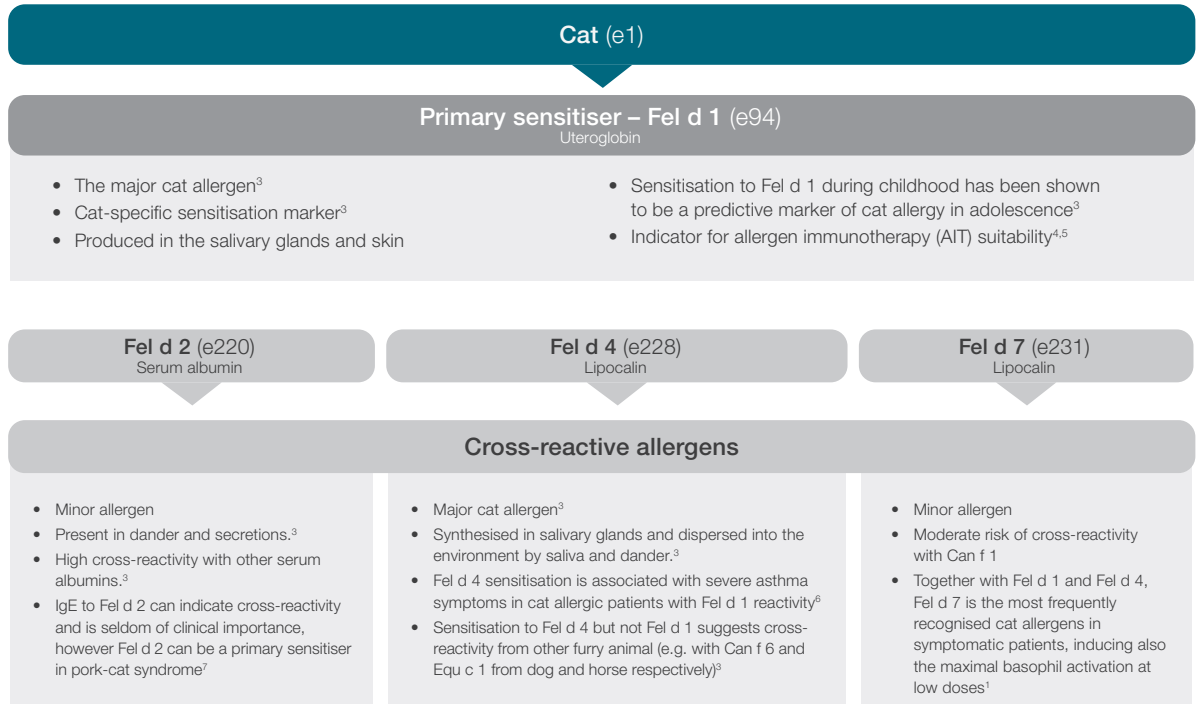 Cat (e1)
Primary sensitiser – Fel d 1 (e94)
Uteroglobin
• The major cat allergen³
• Cat-specific sensitisation marker³
• Produced in the salivary glands and skin
• Sensitisation to Fel d 1 during childhood has been shown
to be a predictive marker of cat allergy in adolescence³
• Indicator for allergen immunotherapy (AIT) suitability⁴,⁵
Fel d 2 (e220)
Serum albumin
Fel d 4 (e228)
Lipocalin
Fel d 7 (e231)
Lipocalin
Cross-reactive allergens
• Minor allergen
• Present in dander and secretions.³
• High cross-reactivity with other serum
albumins.³
• IgE to Fel d 2 can indicate cross-reactivity
and is seldom of clinical importance,
however Fel d 2 can be a primary sensitiser
in pork-cat syndrome⁷
• Major cat allergen³
• Synthesised in salivary glands and dispersed into the
environment by saliva and dander.³
• Fel d 4 sensitisation is associated with severe asthma
symptoms in cat allergic patients with Fel d 1 reactivity⁶
• Sensitisation to Fel d 4 but not Fel d 1 suggests cross-
reactivity from other furry animal (e.g. with Can f 6 and
Equ c 1 from dog and horse respectively)³
• Minor allergen
• Moderate risk of cross-reactivity
with Can f 1
• Together with Fel d 1 and Fel d 4,
Fel d 7 is the most frequently
recognised cat allergens in
symptomatic patients, inducing also
the maximal basophil activation at
low doses¹